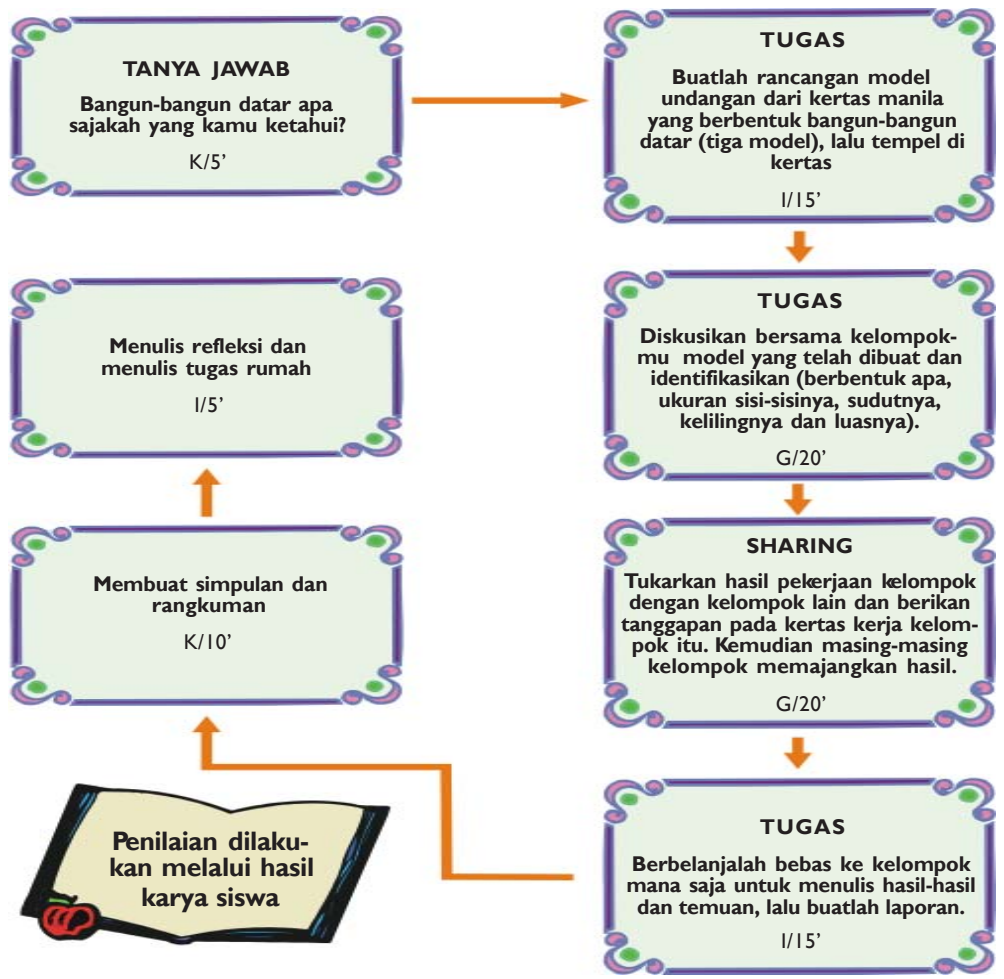 TANYA JAWAB
Bangun-bangun datar apa
sajakah yang kamu ketahui?
K/5’
TUGAS
Buatlah rancangan model
undangan dari kertas manila
yang berbentuk bangun-bangun
datar (tiga model), lalu tempel di
kertas
I/15’
TUGAS
Diskusikan bersama kelompok-
mu model yang telah dibuat dan
identifikasikan (berbentuk apa,
ukuran sisi-sisinya, sudutnya,
kelilingnya dan luasnya).
G/20’
SHARING
Tukarkan hasil pekerjaan kelompok
dengan kelompok lain dan berikan
tanggapan pada kertas kerja kelom-
pok itu. Kemudian masing-masing
kelompok memajangkan hasil.
G/20’
TUGAS
Berbelanjalah bebas ke kelompok
mana saja untuk menulis hasil-hasil
dan temuan, lalu buatlah laporan.
I/15’
Membuat simpulan dan
rangkuman
K/10’
Menulis refleksi dan
menulis tugas rumah
I/5’
Penilaian dilaku-
kan melalui hasil
karya siswa